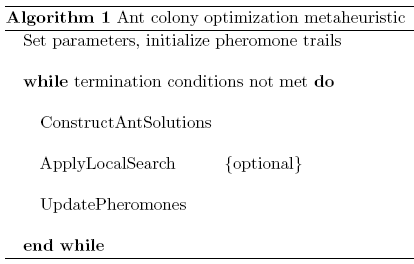 Algorithm 1 Ant colony optimization metaheuristic
Set parameters, initialize pheromone trails
while termination conditions not met do
ConstructAntSolutions
ApplyLocalSearch {optional}
UpdatePheromones
end while